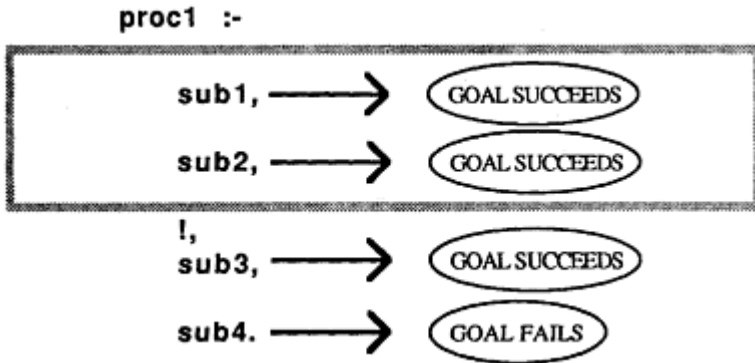 proc1 :-
sub1, GOAL SUCCEEDS
sub2, GOAL SUCCEEDS
!,
sub3, GOAL SUCCEEDS
sub4. GOAL FAILS